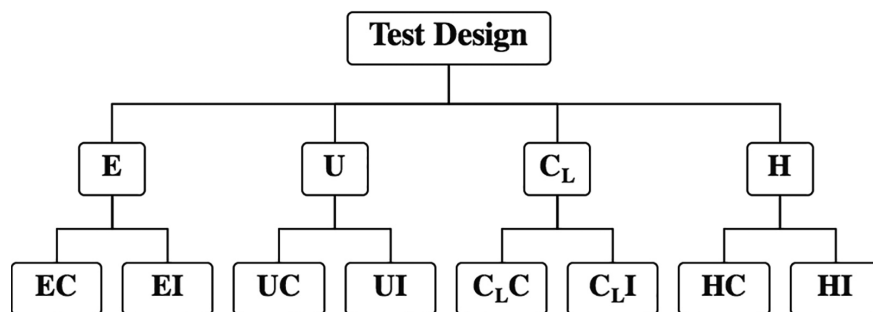 Test Design
E U C_L H
EC EI UC UI C_LC C_LI HC HI